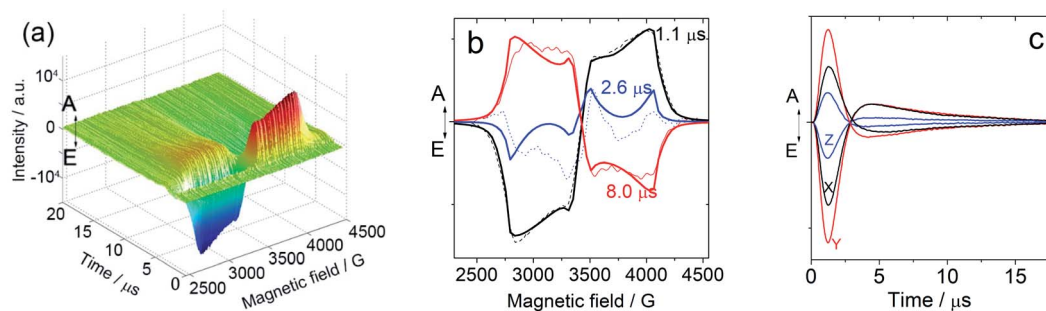 (a)
Intensity / a.u.
10⁴
A
0
E
-10⁴
20
15
10
5
0
Time / μs
2500
3000
3500
4000
4500
Magnetic field / G
b
A
E
1.1 μs
2.6 μs
8.0 μs
2500 3000 3500 4000 4500
Magnetic field / G
c
A
E
Z
X
Y
0 5 10 15
Time / μs